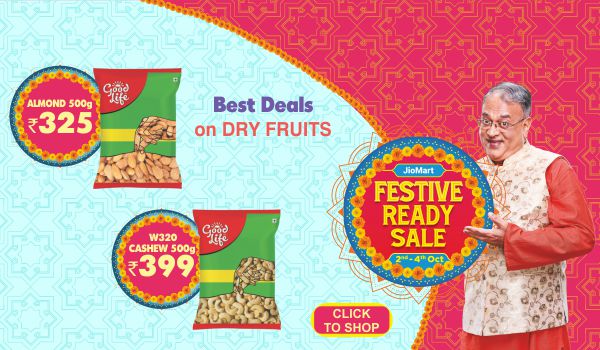 ALMOND 500g
₹325
Good
Life
Best Deals
on DRY FRUITS
W320
CASHEW 500g
₹399
Good
Life
JioMart
FESTIVE
READY
SALE
2nd - 4th Oct
CLICK
TO SHOP